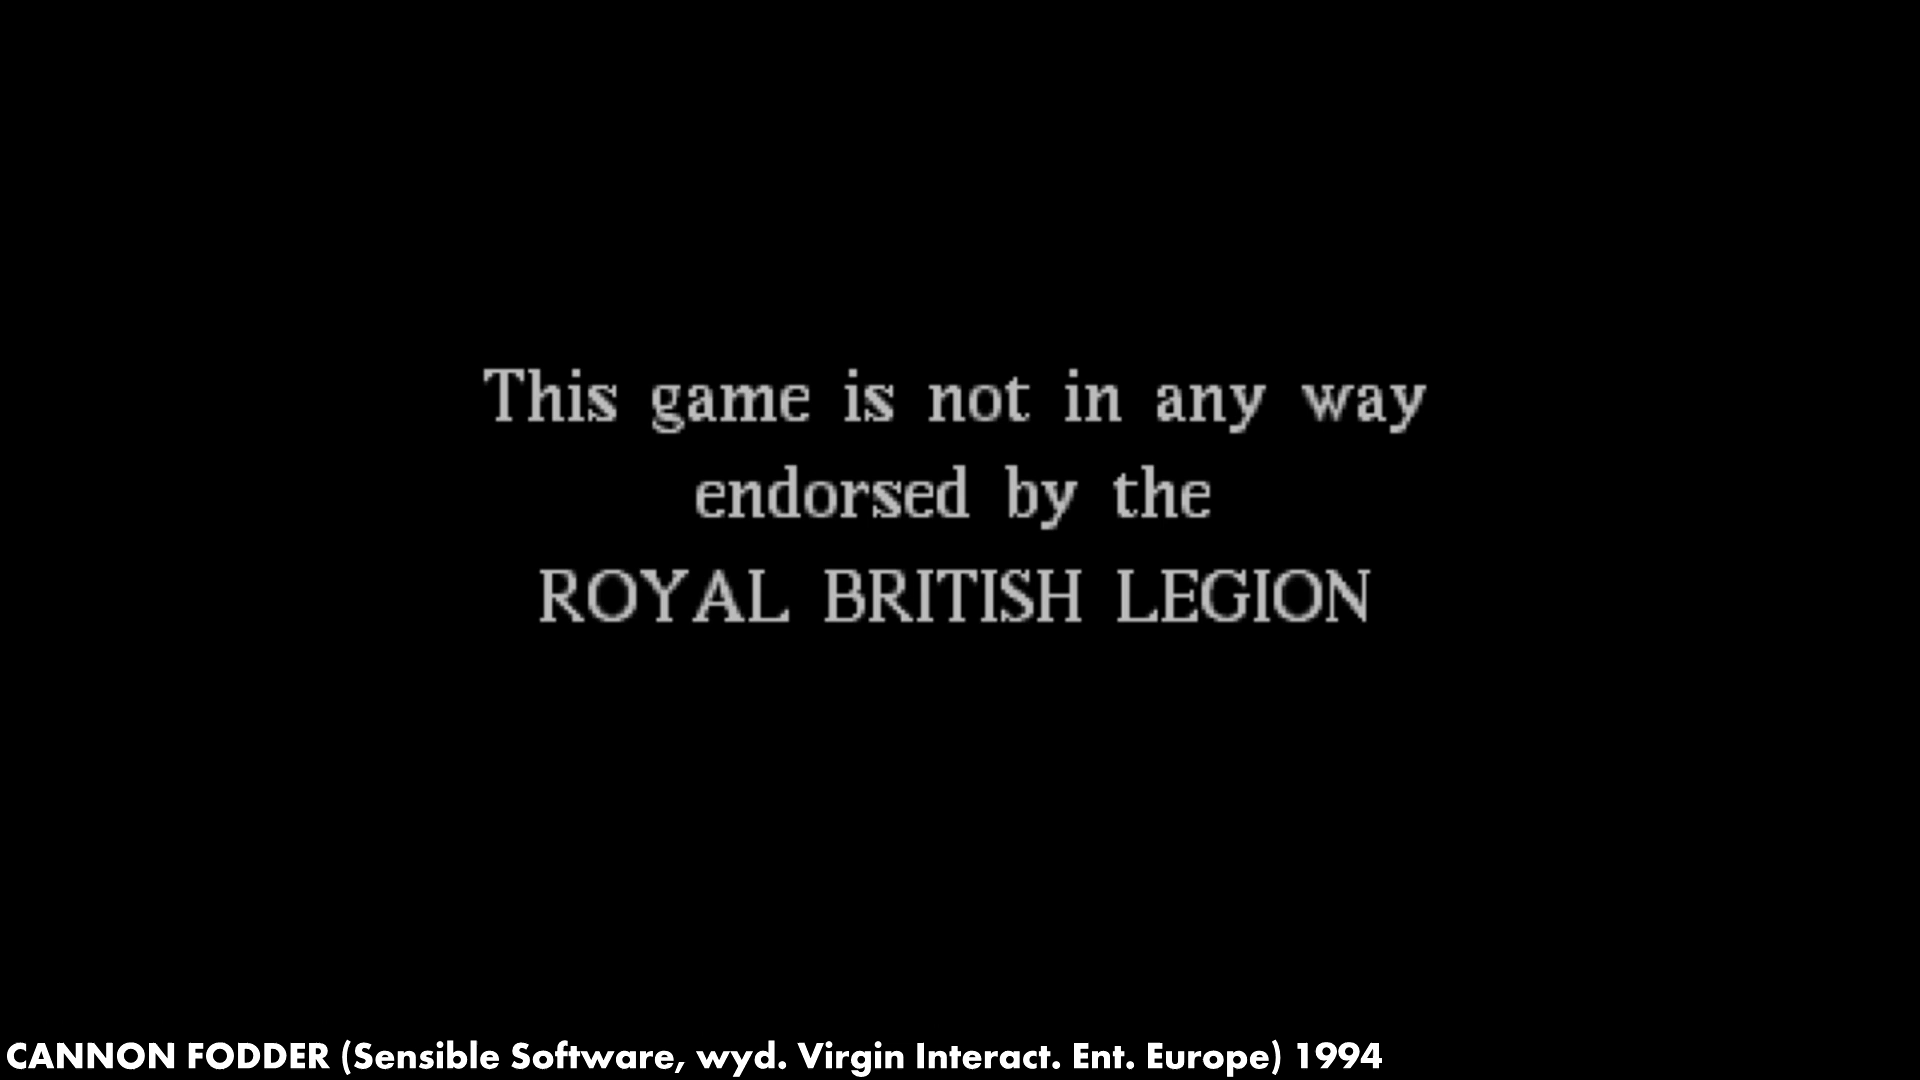 This game is not in any way
endorsed by the
ROYAL BRITISH LEGION
CANNON FODDER (Sensible Software, wyd. Virgin Interact. Ent. Europe) 1994